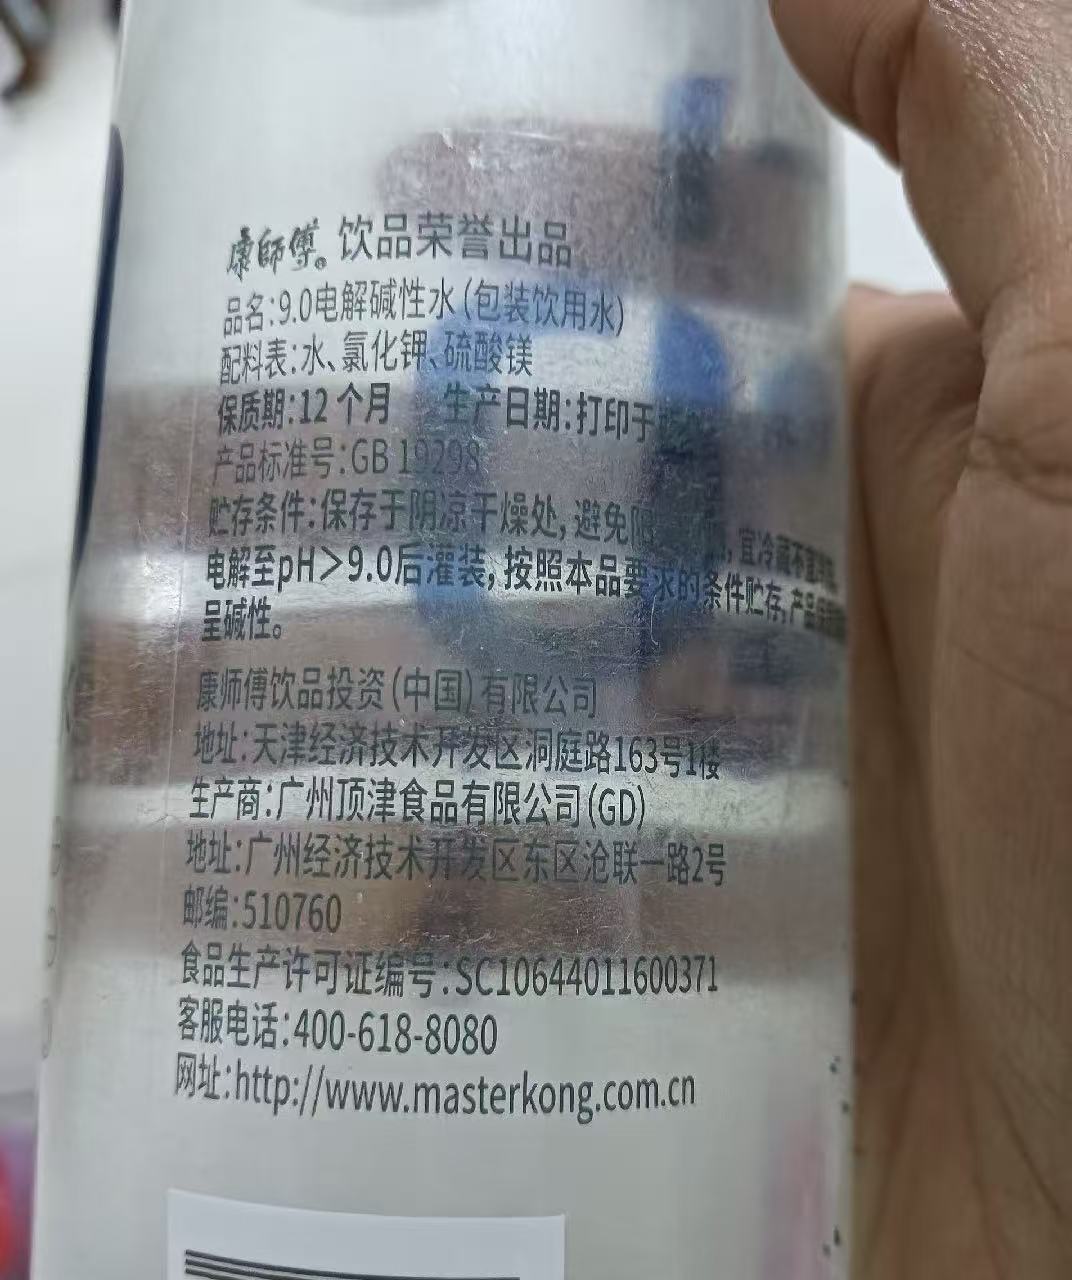 康師傅。饮品荣誉出品
品名:9.0电解碱性水(包装饮用水)
配料表:水、氯化钾、硫酸镁
保质期:12个月 生产日期:打印于
产品标准号:GB 19298
贮存条件:保存于阴凉干燥处,避免阳 ,宜冷藏不宜
电解至pH＞9.0后灌装,按照本品要求的条件贮存,产品
呈碱性。
康师傅饮品投资(中国)有限公司
地址:天津经济技术开发区洞庭路163号1楼
生产商:广州顶津食品有限公司(GD)
地址:广州经济技术开发区东区沧联一路2号
邮编:510760
食品生产许可证编号:SC10644011600371
客服电话:400-618-8080
网址:http://www.masterkong.com.cn